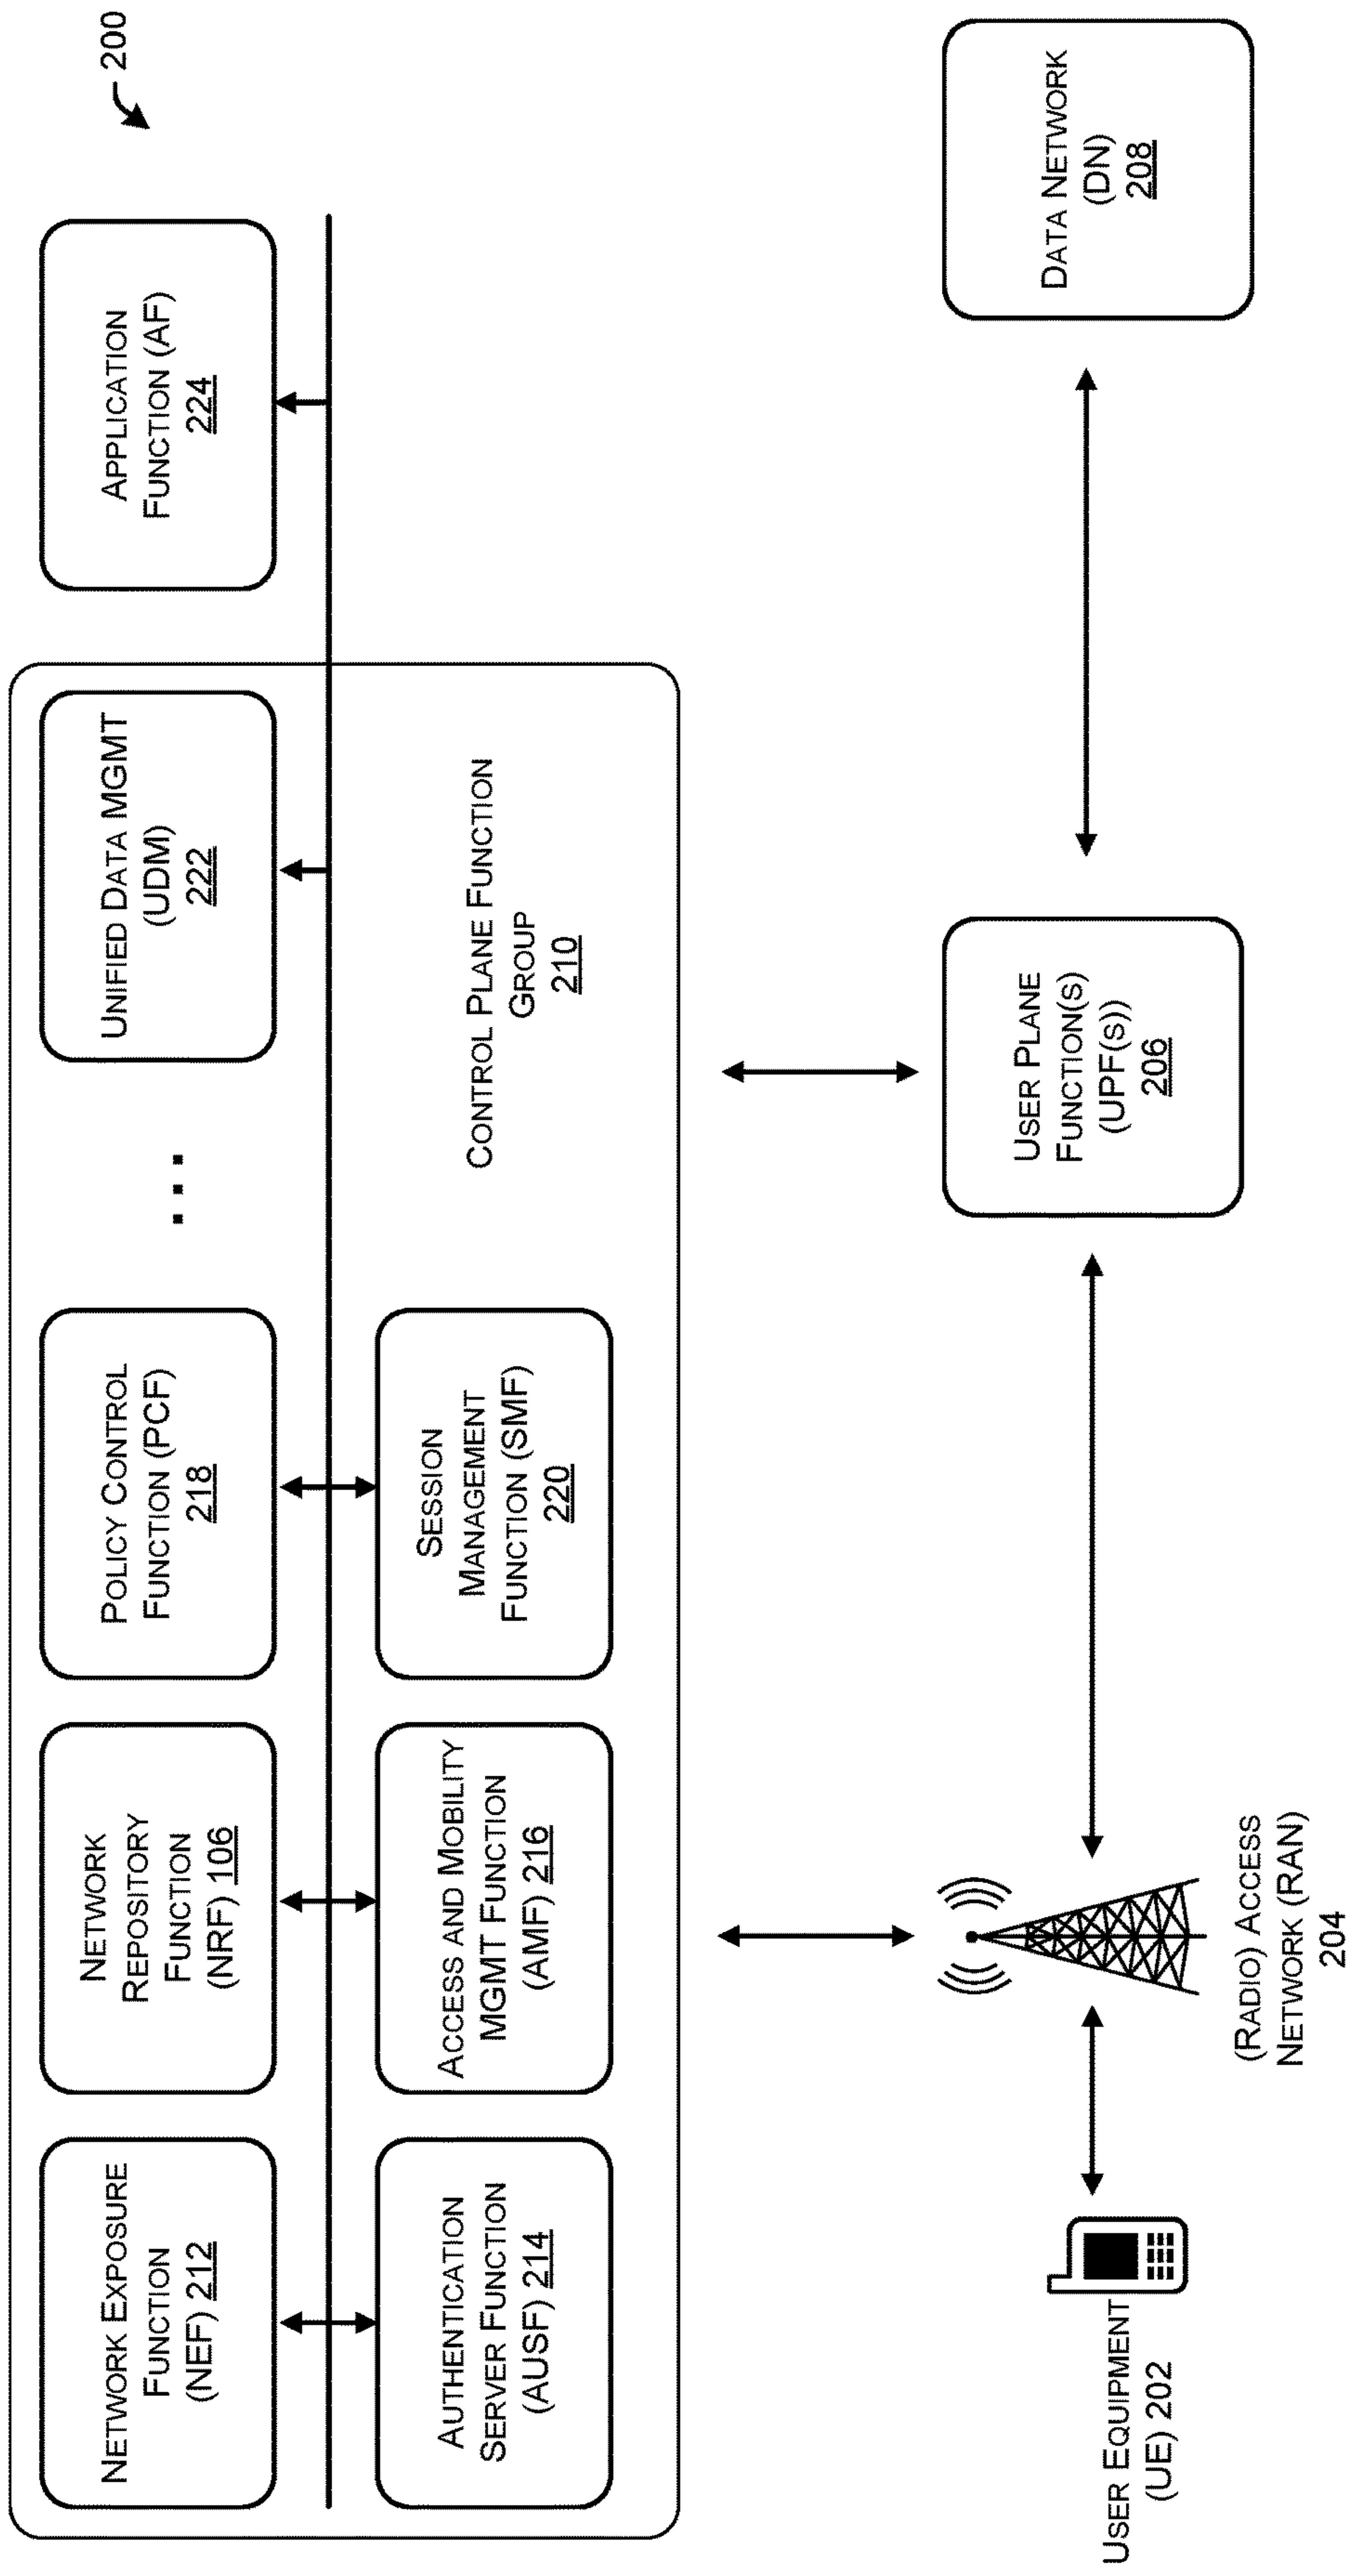 200
NETWORK EXPOSURE
FUNCTION
(NEF) 212
NETWORK
REPOSITORY
FUNCTION
(NRF) 106
POLICY CONTROL
FUNCTION (PCF)
218
...
UNIFIED DATA MGMT
(UDM)
222
APPLICATION
FUNCTION (AF)
224
AUTHENTICATION
SERVER FUNCTION
(AUSF) 214
ACCESS AND MOBILITY
MGMT FUNCTION
(AMF) 216
SESSION
MANAGEMENT
FUNCTION (SMF)
220
CONTROL PLANE FUNCTION
GROUP
210
USER EQUIPMENT
(UE) 202
(RADIO) ACCESS
NETWORK (RAN)
204
USER PLANE
FUNCTION(S)
(UPF(S))
206
DATA NETWORK
(DN)
208